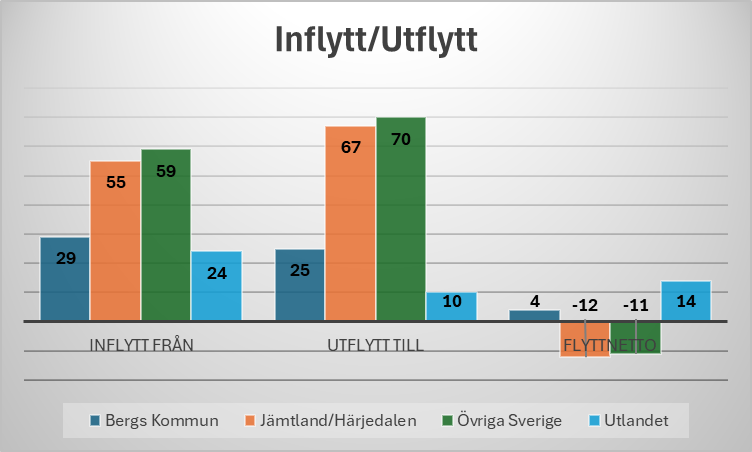 Inflytt/Utflytt
29 55 59 24 25 67 70 10 4 -12 -11 14
INFLYTT FRÅN UTFLYTT TILL FLYTTNETTO
Bergs Kommun Jämtland/Härjedalen Övriga Sverige Utlandet